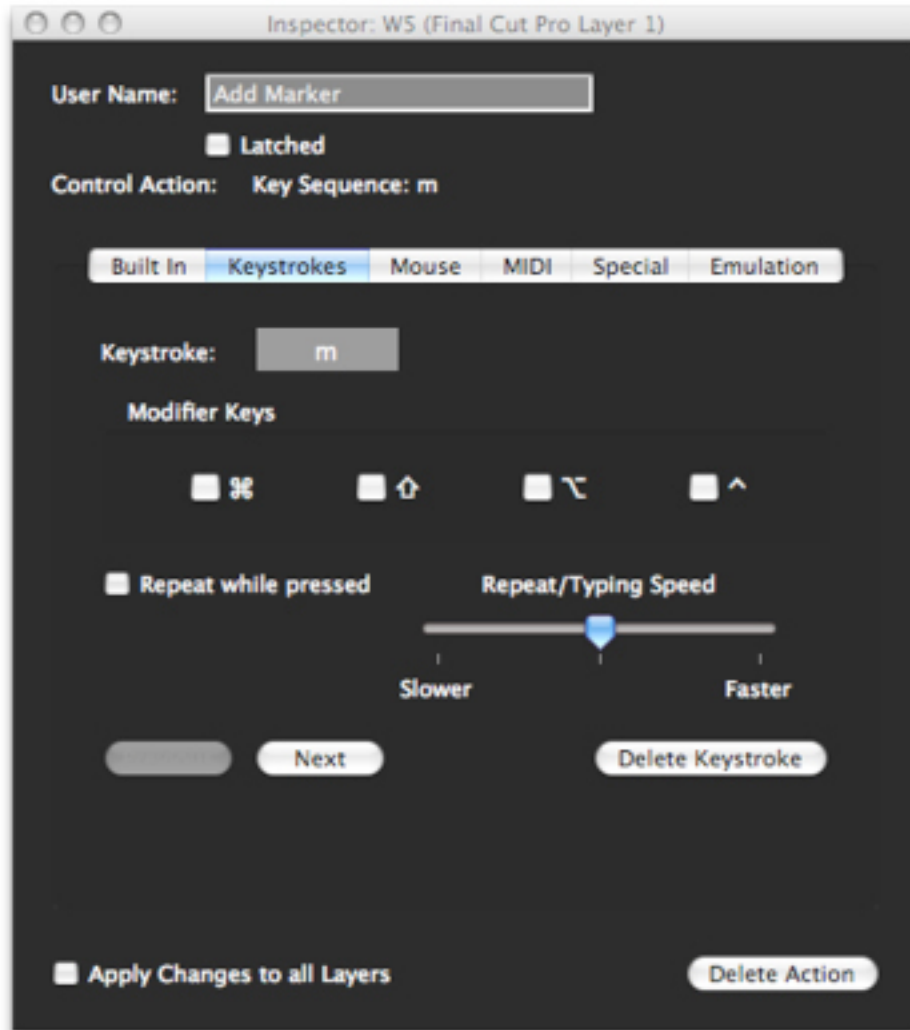 Inspector: W5 (Final Cut Pro Layer 1)
User Name: Add Marker
Latched
Control Action: Key Sequence: m
Built In Keystrokes Mouse MIDI Special Emulation
Keystroke: m
Modifier Keys
⌘ ⇧ ⌥ ^
Repeat while pressed Repeat/Typing Speed
Slower Faster
Next Delete Keystroke
Apply Changes to all Layers Delete Action